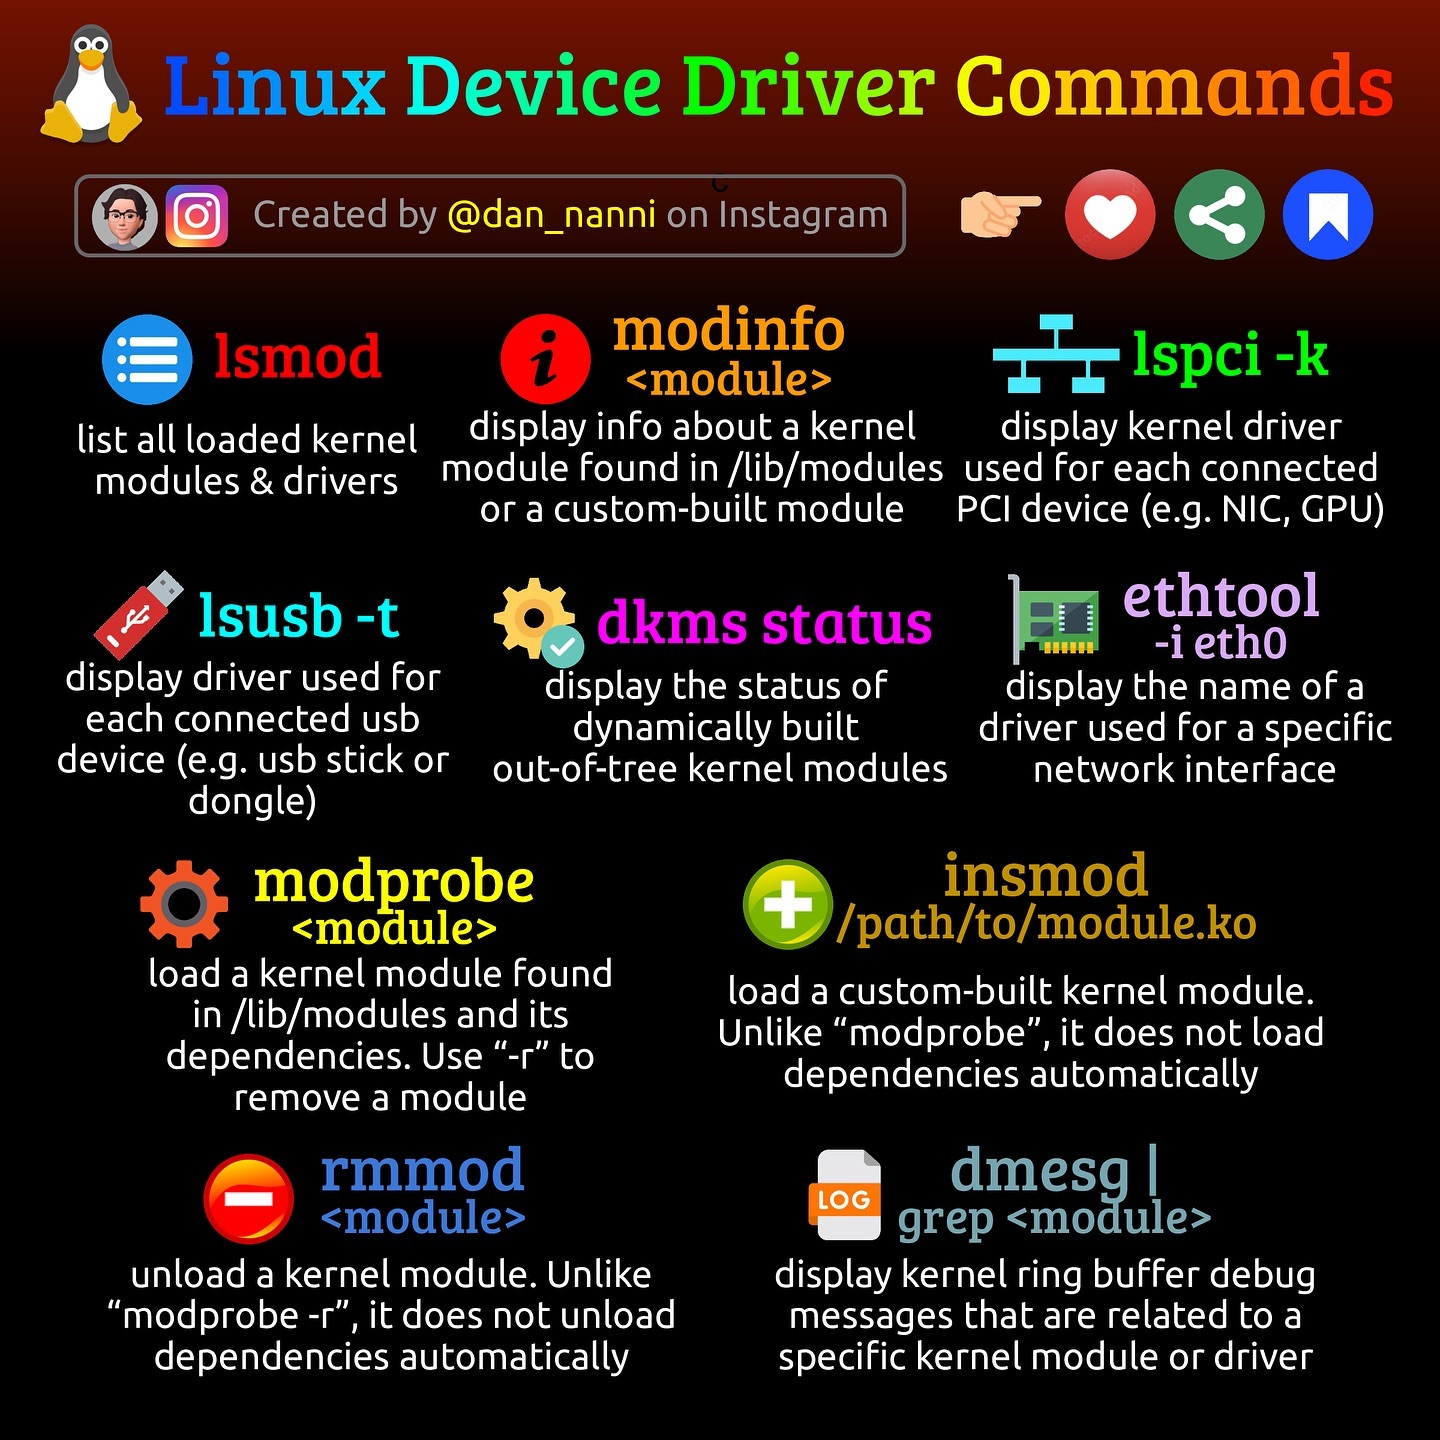 Linux Device Driver Commands
Created by @dan_nanni on Instagram
lsmod
list all loaded kernel
modules & drivers
modinfo
<module>
display info about a kernel
module found in /lib/modules
or a custom-built module
lspci -k
display kernel driver
used for each connected
PCI device (e.g. NIC, GPU)
lsusb -t
display driver used for
each connected usb
device (e.g. usb stick or
dongle)
dkms status
display the status of
dynamically built
out-of-tree kernel modules
ethtool
-i eth0
display the name of a
driver used for a specific
network interface
modprobe
<module>
load a kernel module found
in /lib/modules and its
dependencies. Use “-r” to
remove a module
insmod
/path/to/module.ko
load a custom-built kernel module.
Unlike “modprobe”, it does not load
dependencies automatically
rmmod
<module>
unload a kernel module. Unlike
“modprobe -r”, it does not unload
dependencies automatically
LOG
dmesg |
grep <module>
display kernel ring buffer debug
messages that are related to a
specific kernel module or driver